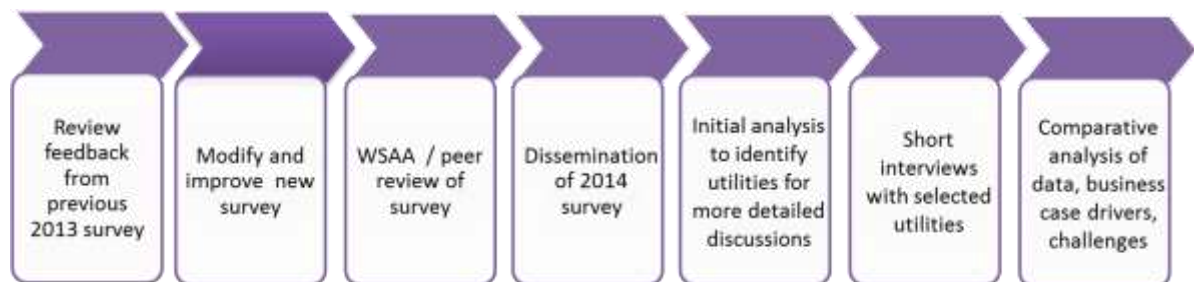 Review
feedback
from
previous
2013 survey
Modify and
improve new
survey
WSAA / peer
review of
survey
Dissemination
of 2014
survey
Initial analysis
to identify
utilities for
more detailed
discussions
Short
interviews
with selected
utilities
Comparative
analysis of
data, business
case drivers,
challenges